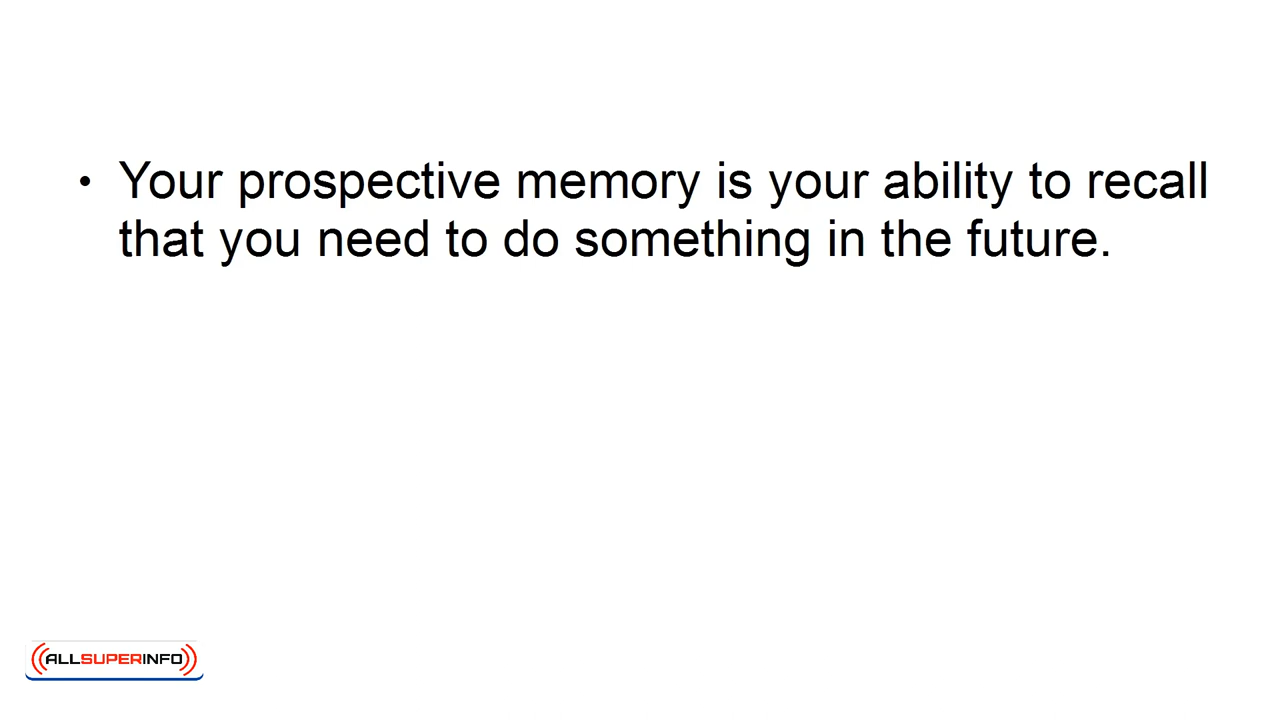 • Your prospective memory is your ability to recall
that you need to do something in the future.
ALLSUPERINFO